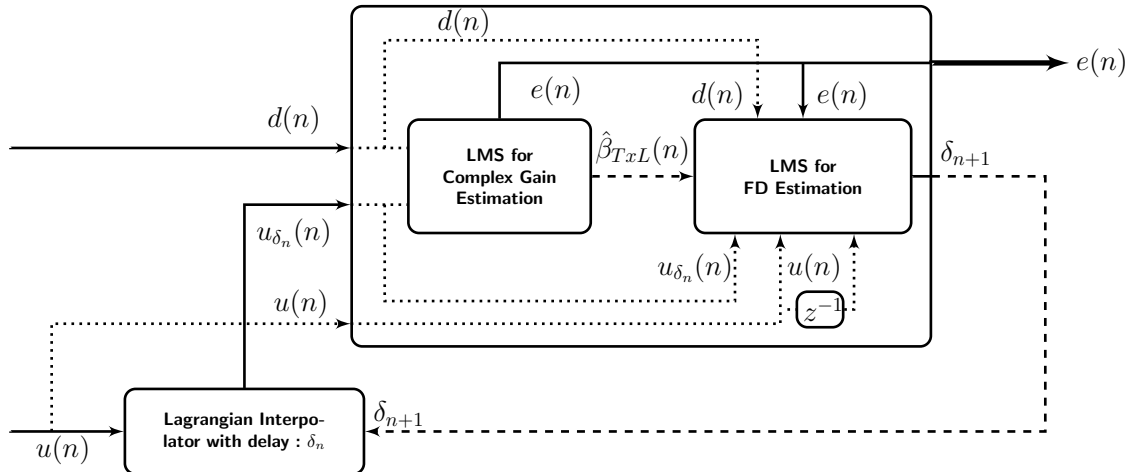 d(n)
e(n)
e(n)
d(n)
e(n)
d(n)
LMS for
Complex Gain
Estimation
β̂_{TxL}(n)
LMS for
FD Estimation
δ_{n+1}
u_{δ_n}(n)
u_{δ_n}(n)
u(n)
u(n)
z^{-1}
Lagrangian Interpo-
lator with delay : δ_n
δ_{n+1}
u(n)